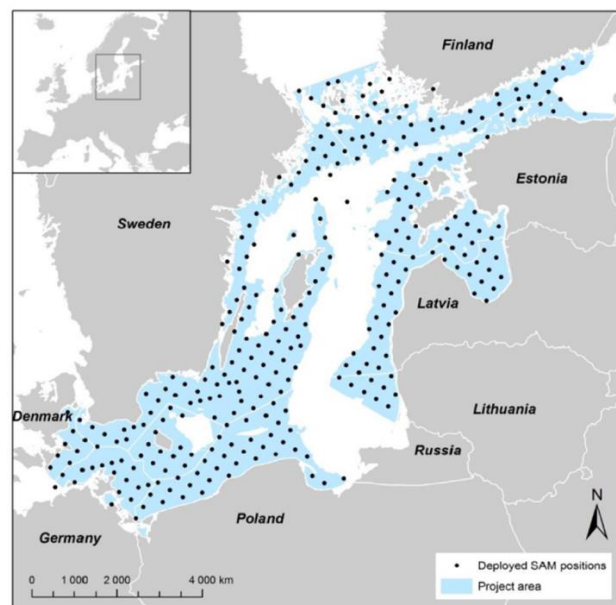 Finland
Sweden
Estonia
Latvia
Denmark
Lithuania
Russia
Poland
Germany
N
0 1 000 2 000 4 000 km
Deployed SAM positions
Project area